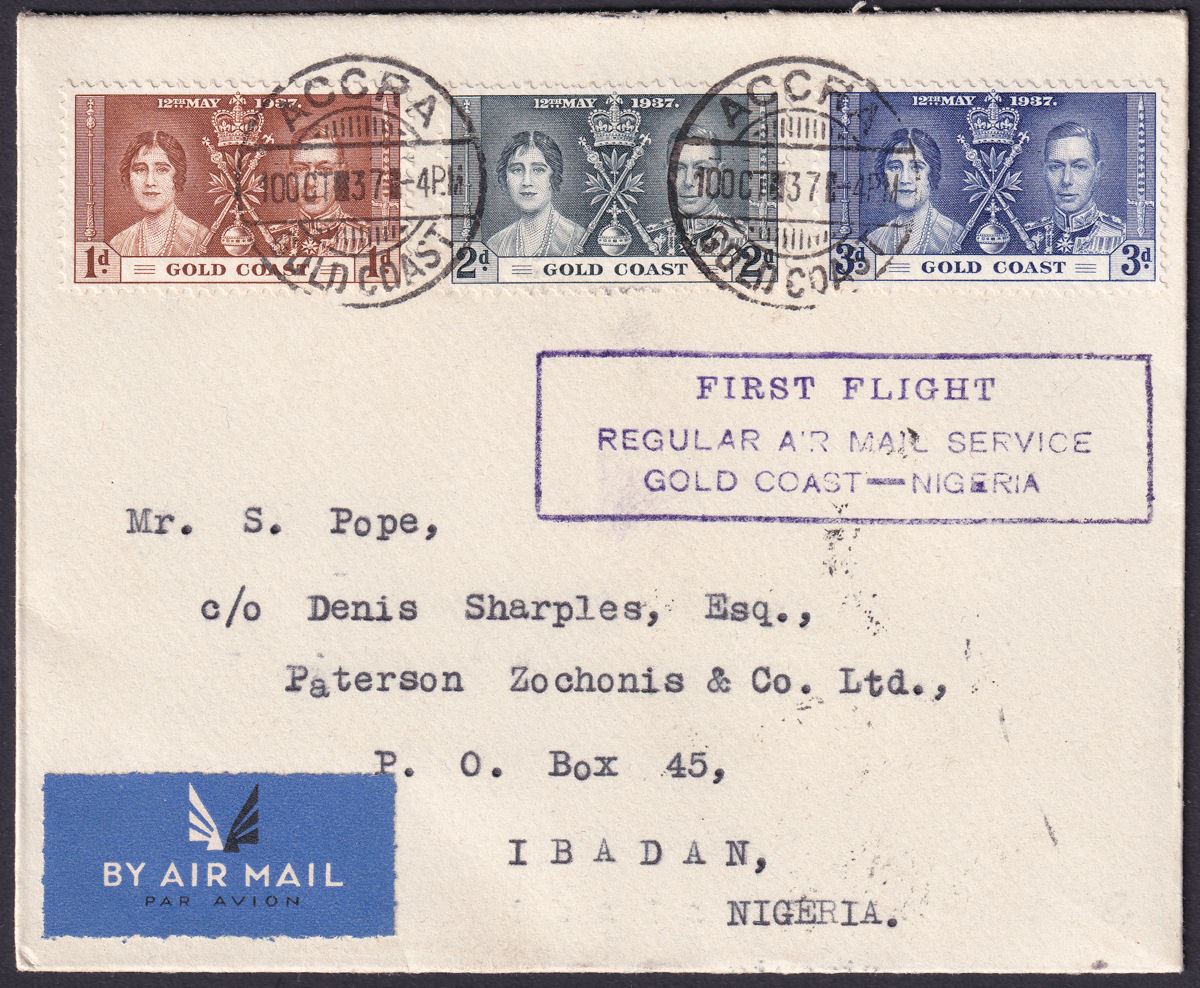 12TH MAY 1937.
1d. GOLD COAST 1d.
12TH MAY 1937.
2d. GOLD COAST 2d.
12TH MAY 1937.
3d. GOLD COAST 3d.
ACCRA
10 OCT 37 -4PM
GOLD COAST
ACCRA
10 OCT 37 -4PM
GOLD COAST
FIRST FLIGHT
REGULAR AIR MAIL SERVICE
GOLD COAST—NIGERIA
Mr. S. Pope,
c/o Denis Sharples, Esq.,
Paterson Zochonis & Co. Ltd.,
P. O. Box 45,
IBADAN,
NIGERIA.
BY AIR MAIL
PAR AVION